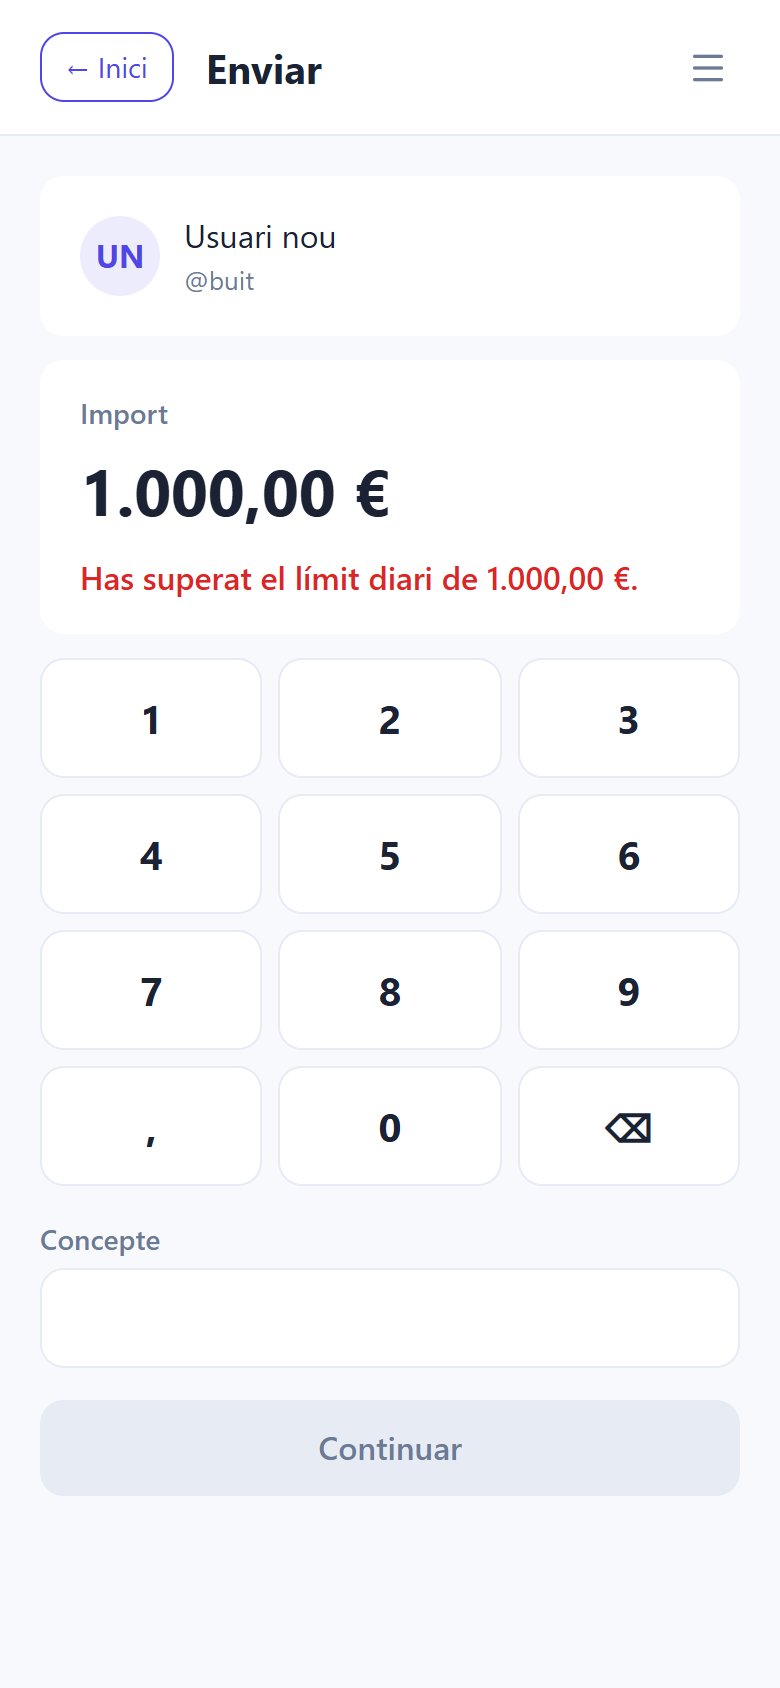 ← Inici
Enviar
UN
Usuari nou
@buit
Import
1.000,00 €
Has superat el límit diari de 1.000,00 €.
1 2 3
4 5 6
7 8 9
, 0 ⌫
Concepte
Continuar